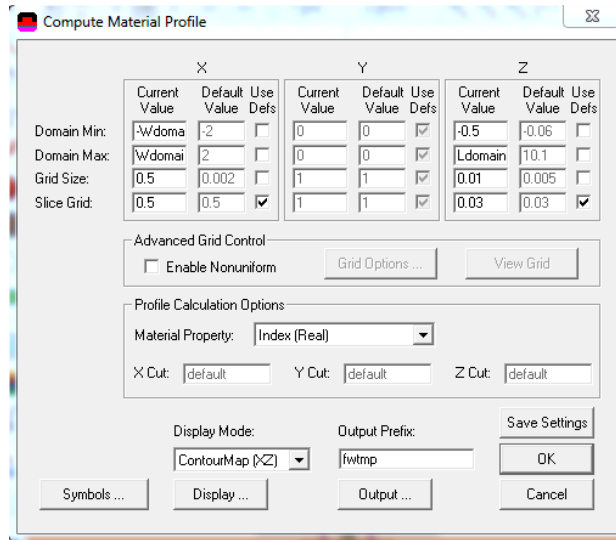 Compute Material Profile
X Y Z
Current Default Use Current Default Use Current Default Use
Value Value Defs Value Value Defs Value Value Defs
Domain Min: -Wdoma -2 0 0 -0.5 -0.06
Domain Max: Wdomai 2 0 0 Ldomain 10.1
Grid Size: 0.5 0.002 1 1 0.01 0.005
Slice Grid: 0.5 0.5 1 1 0.03 0.03
Advanced Grid Control
Enable Nonuniform Grid Options ... View Grid
Profile Calculation Options
Material Property: Index (Real)
X Cut: default Y Cut: default Z Cut: default
Save Settings
Display Mode: Output Prefix:
ContourMap (XZ) fwtmp OK
Symbols ... Display ... Output ... Cancel